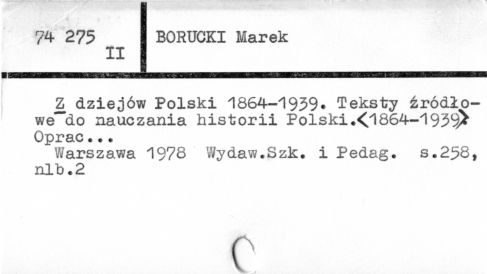 74 275
II
BORUCKI Marek
Z dziejów Polski 1864-1939. Teksty źródło-
we do nauczania historii Polski.<1864-1939>.
Oprac...
Warszawa 1978 Wydaw.Szk. i Pedag. s.258,
nlb.2